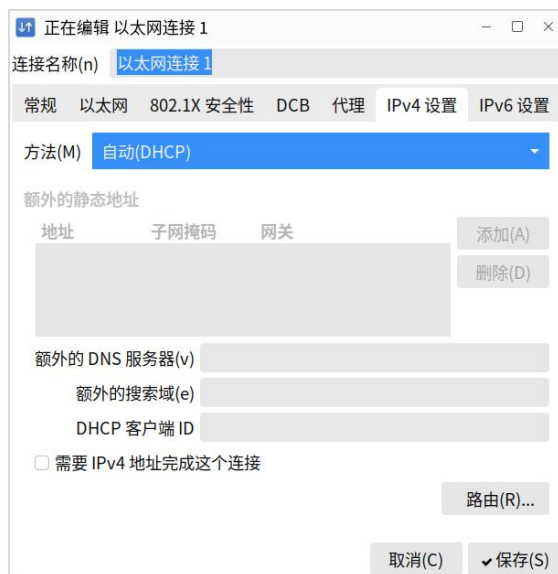 正在编辑 以太网连接 1
连接名称(n) 以太网连接 1
常规 以太网 802.1X 安全性 DCB 代理 IPv4 设置 IPv6 设置
方法(M) 自动(DHCP)
额外的静态地址
地址 子网掩码 网关
添加(A)
删除(D)
额外的 DNS 服务器(v)
额外的搜索域(e)
DHCP 客户端 ID
需要 IPv4 地址完成这个连接
路由(R)...
取消(C) 保存(S)